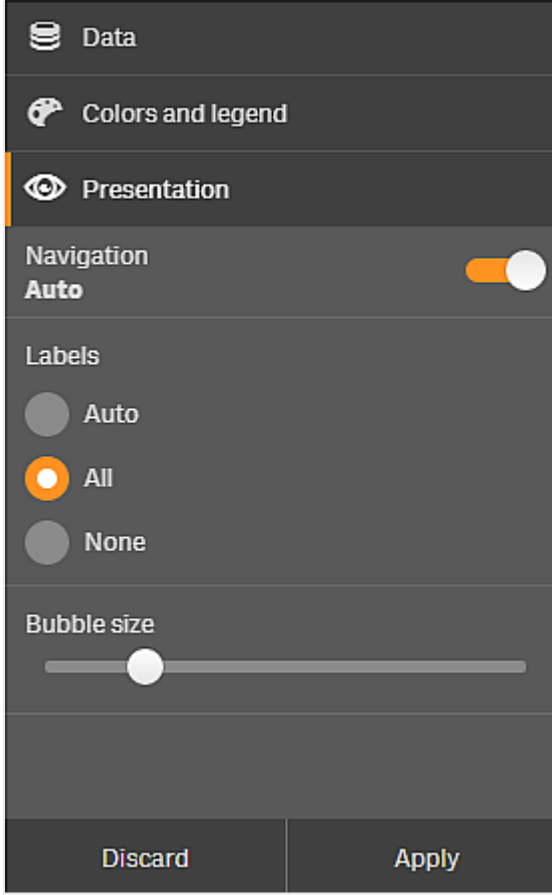 Data
Colors and legend
Presentation
Navigation
Auto
Labels
Auto
All
None
Bubble size
Discard
Apply